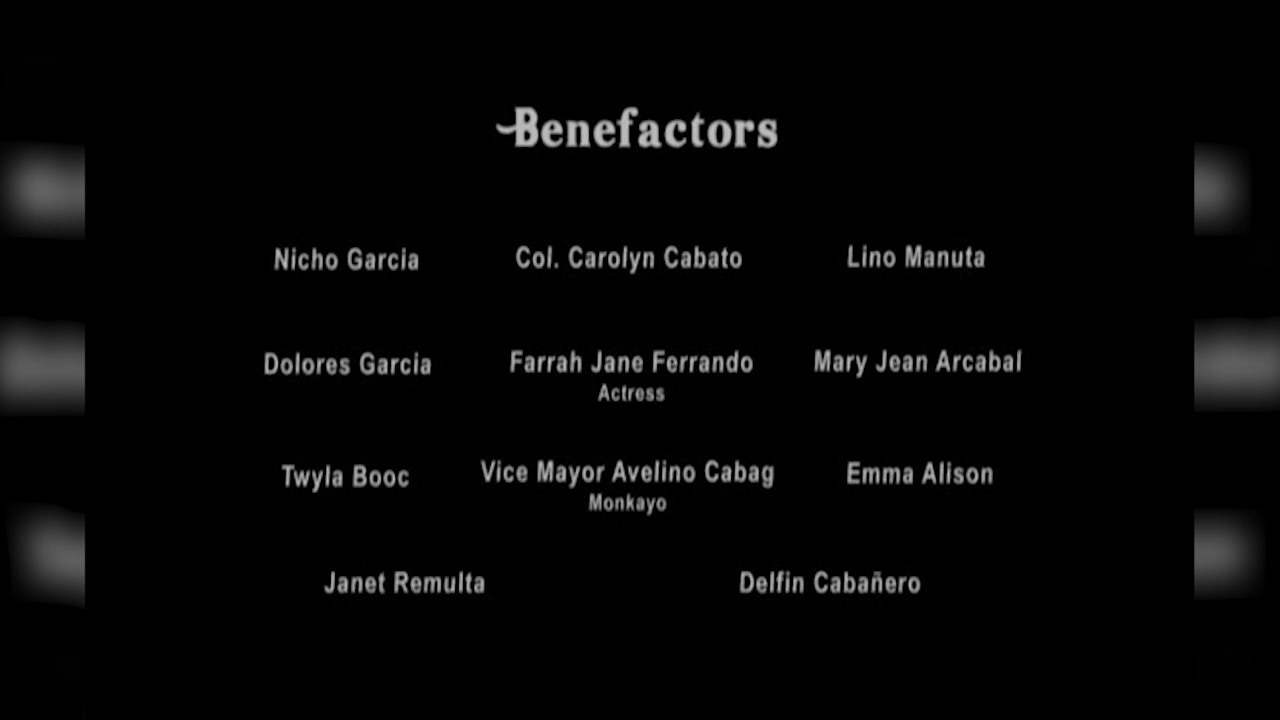 Benefactors
Nicho Garcia Col. Carolyn Cabato Lino Manuta
Dolores Garcia Farrah Jane Ferrando Mary Jean Arcabal
Actress
Twyla Booc Vice Mayor Avelino Cabag Emma Alison
Monkayo
Janet Remulta Delfin Cabañero